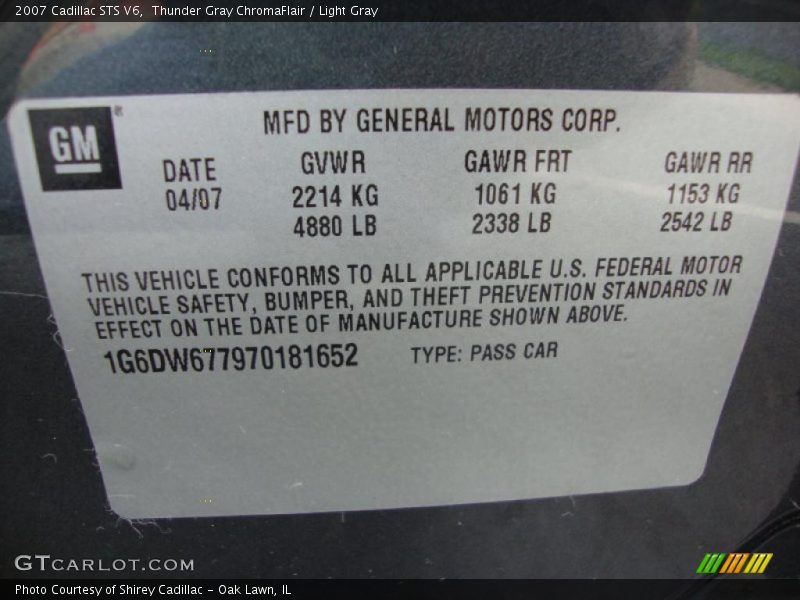 2007 Cadillac STS V6,  Thunder Gray ChromaFlair / Light Gray
GM®
MFD BY GENERAL MOTORS CORP.
DATE GVWR GAWR FRT GAWR RR
04/07 2214 KG 1061 KG 1153 KG
4880 LB 2338 LB 2542 LB
THIS VEHICLE CONFORMS TO ALL APPLICABLE U.S. FEDERAL MOTOR
VEHICLE SAFETY, BUMPER, AND THEFT PREVENTION STANDARDS IN
EFFECT ON THE DATE OF MANUFACTURE SHOWN ABOVE.
1G6DW677970181652 TYPE: PASS CAR
GTCARLOT.COM
Photo Courtesy of Shirey Cadillac - Oak Lawn, IL